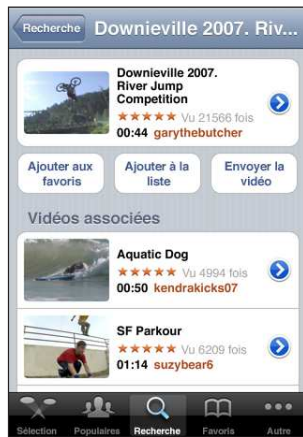 Recherche
Downieville 2007. Riv...
Downieville 2007.
River Jump
Competition
Vu 21566 fois
00:44 garythebutcher
Ajouter aux
favoris
Ajouter à la
liste
Envoyer la
vidéo
Vidéos associées
Aquatic Dog
Vu 4994 fois
00:50 kendrakicks07
SF Parkour
Vu 6209 fois
01:14 suzybear6
Sélection
Populaires
Recherche
Favoris
Autre